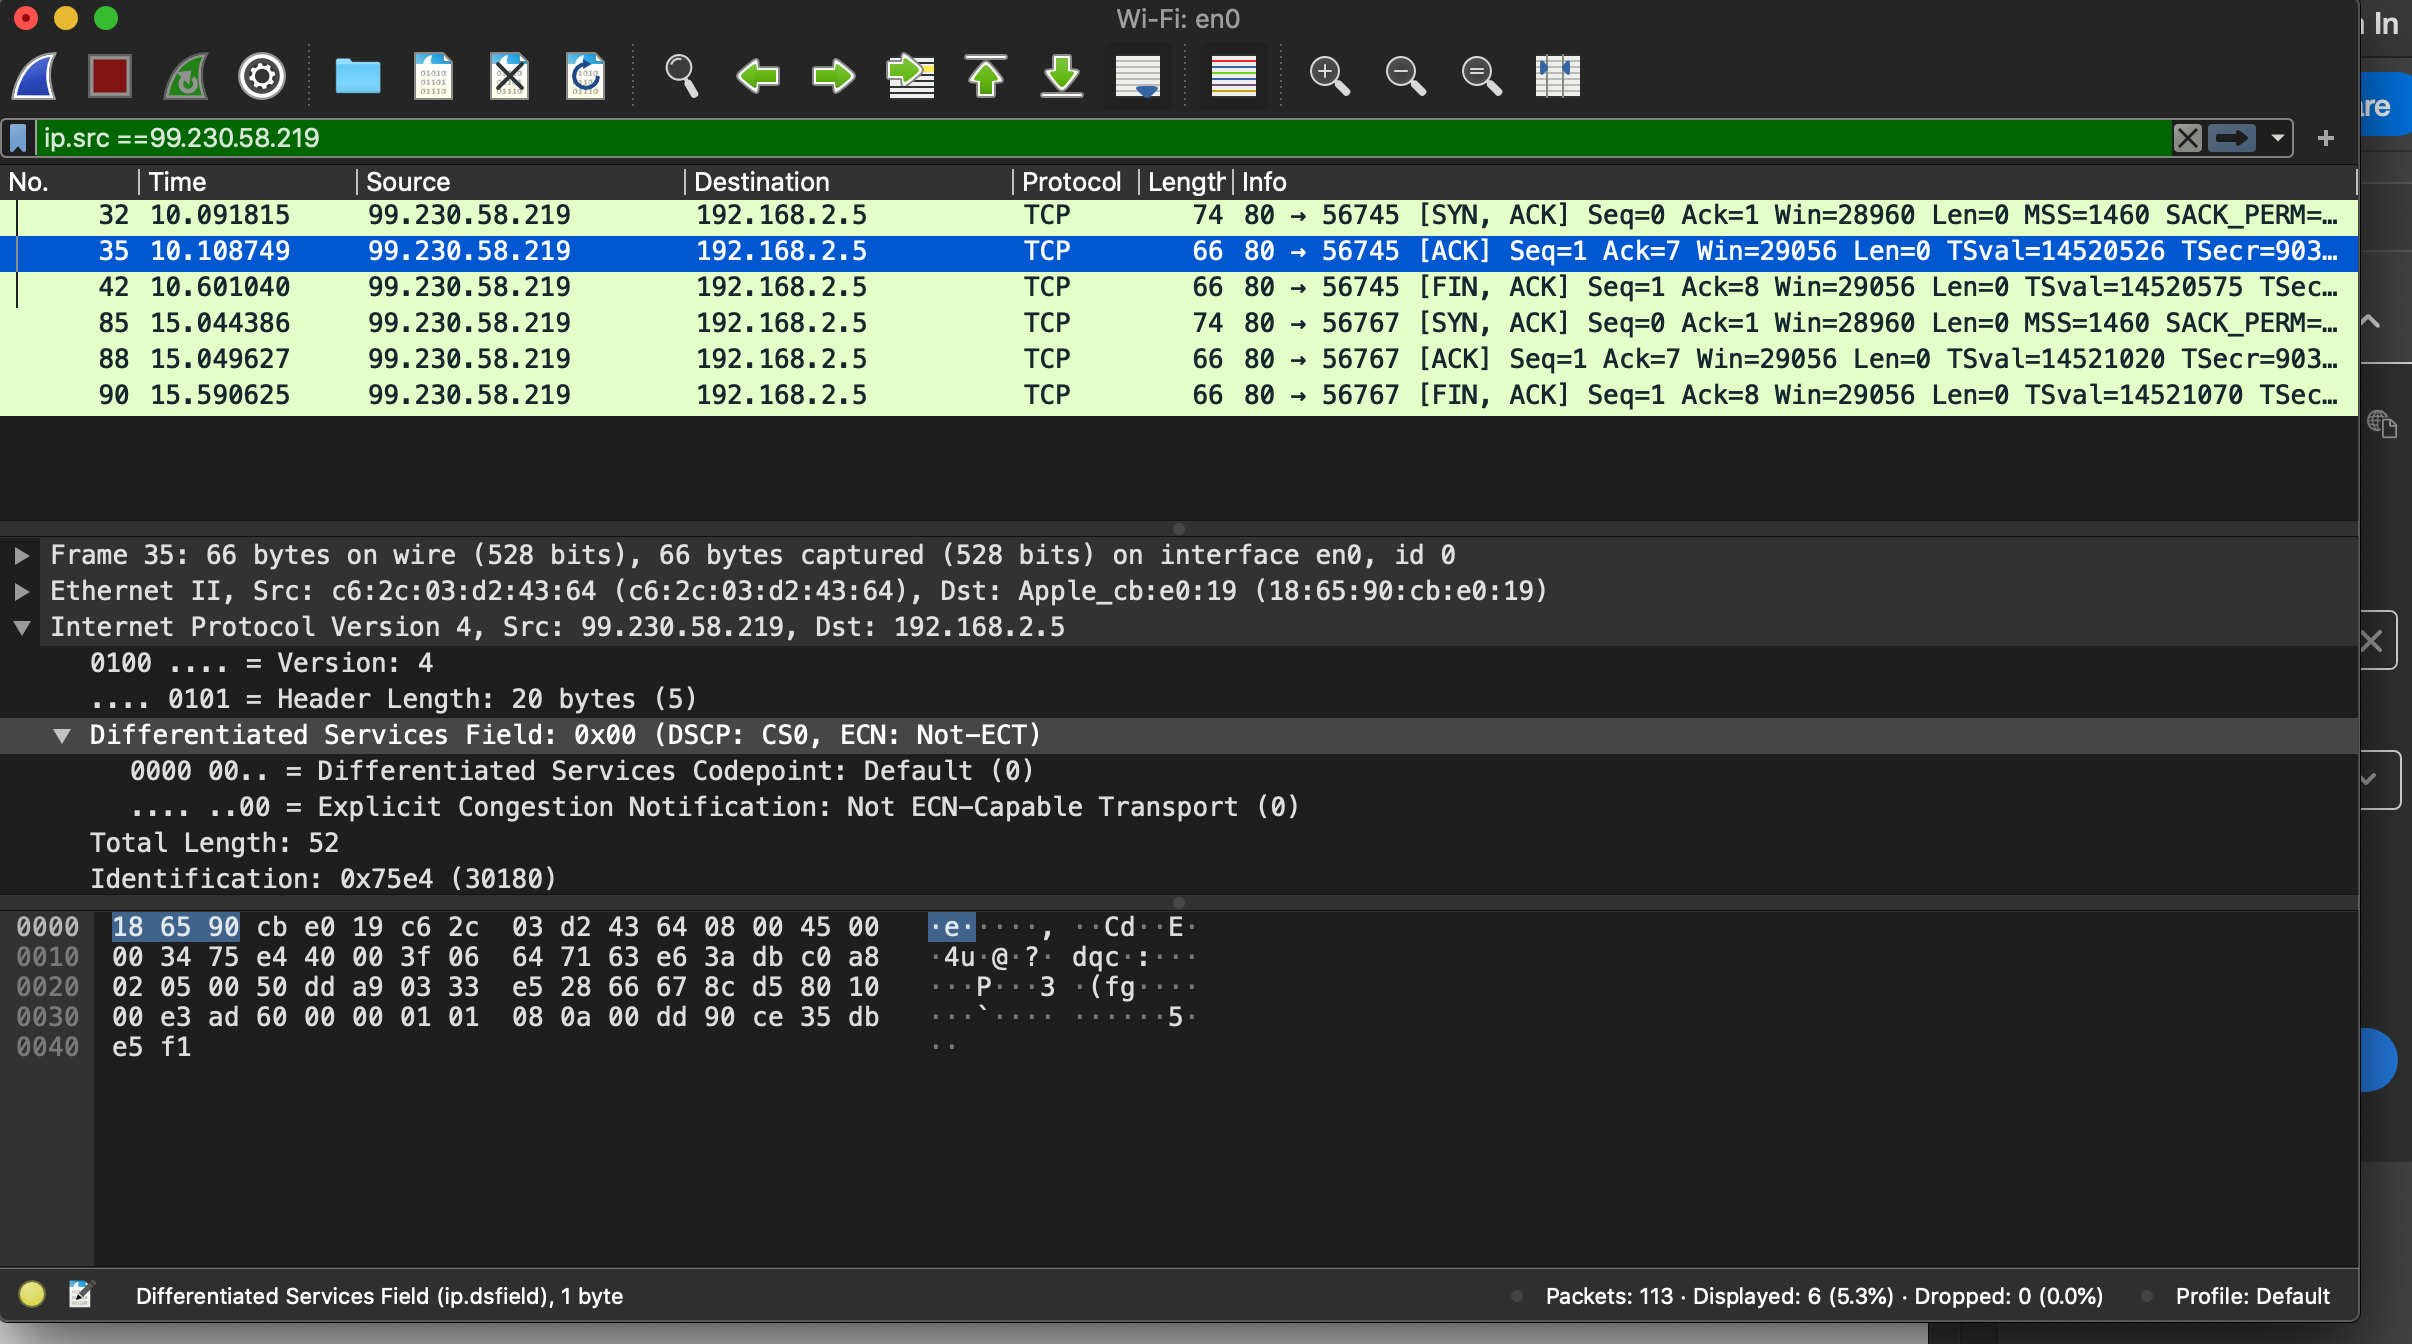 Wi-Fi: en0
In
ip.src ==99.230.58.219
+
re
No. Time Source Destination Protocol Length Info
32 10.091815 99.230.58.219 192.168.2.5 TCP 74 80 → 56745 [SYN, ACK] Seq=0 Ack=1 Win=28960 Len=0 MSS=1460 SACK_PERM=…
35 10.108749 99.230.58.219 192.168.2.5 TCP 66 80 → 56745 [ACK] Seq=1 Ack=7 Win=29056 Len=0 TSval=14520526 TSecr=903…
42 10.601040 99.230.58.219 192.168.2.5 TCP 66 80 → 56745 [FIN, ACK] Seq=1 Ack=8 Win=29056 Len=0 TSval=14520575 TSec…
85 15.044386 99.230.58.219 192.168.2.5 TCP 74 80 → 56767 [SYN, ACK] Seq=0 Ack=1 Win=28960 Len=0 MSS=1460 SACK_PERM=…
88 15.049627 99.230.58.219 192.168.2.5 TCP 66 80 → 56767 [ACK] Seq=1 Ack=7 Win=29056 Len=0 TSval=14521020 TSecr=903…
90 15.590625 99.230.58.219 192.168.2.5 TCP 66 80 → 56767 [FIN, ACK] Seq=1 Ack=8 Win=29056 Len=0 TSval=14521070 TSec…
Frame 35: 66 bytes on wire (528 bits), 66 bytes captured (528 bits) on interface en0, id 0
Ethernet II, Src: c6:2c:03:d2:43:64 (c6:2c:03:d2:43:64), Dst: Apple_cb:e0:19 (18:65:90:cb:e0:19)
Internet Protocol Version 4, Src: 99.230.58.219, Dst: 192.168.2.5
0100 .... = Version: 4
.... 0101 = Header Length: 20 bytes (5)
Differentiated Services Field: 0x00 (DSCP: CS0, ECN: Not-ECT)
0000 00.. = Differentiated Services Codepoint: Default (0)
.... ..00 = Explicit Congestion Notification: Not ECN-Capable Transport (0)
Total Length: 52
Identification: 0x75e4 (30180)
0000 18 65 90 cb e0 19 c6 2c 03 d2 43 64 08 00 45 00 ·e·····, ··Cd··E·
0010 00 34 75 e4 40 00 3f 06 64 71 63 e6 3a db c0 a8 ·4u·@·?· dqc·:···
0020 02 05 00 50 dd a9 03 33 e5 28 66 67 8c d5 80 10 ···P···3 ·(fg····
0030 00 e3 ad 60 00 00 01 01 08 0a 00 dd 90 ce 35 db ···`···· ······5·
0040 e5 f1 ··
Differentiated Services Field (ip.dsfield), 1 byte
Packets: 113 · Displayed: 6 (5.3%) · Dropped: 0 (0.0%)
Profile: Default